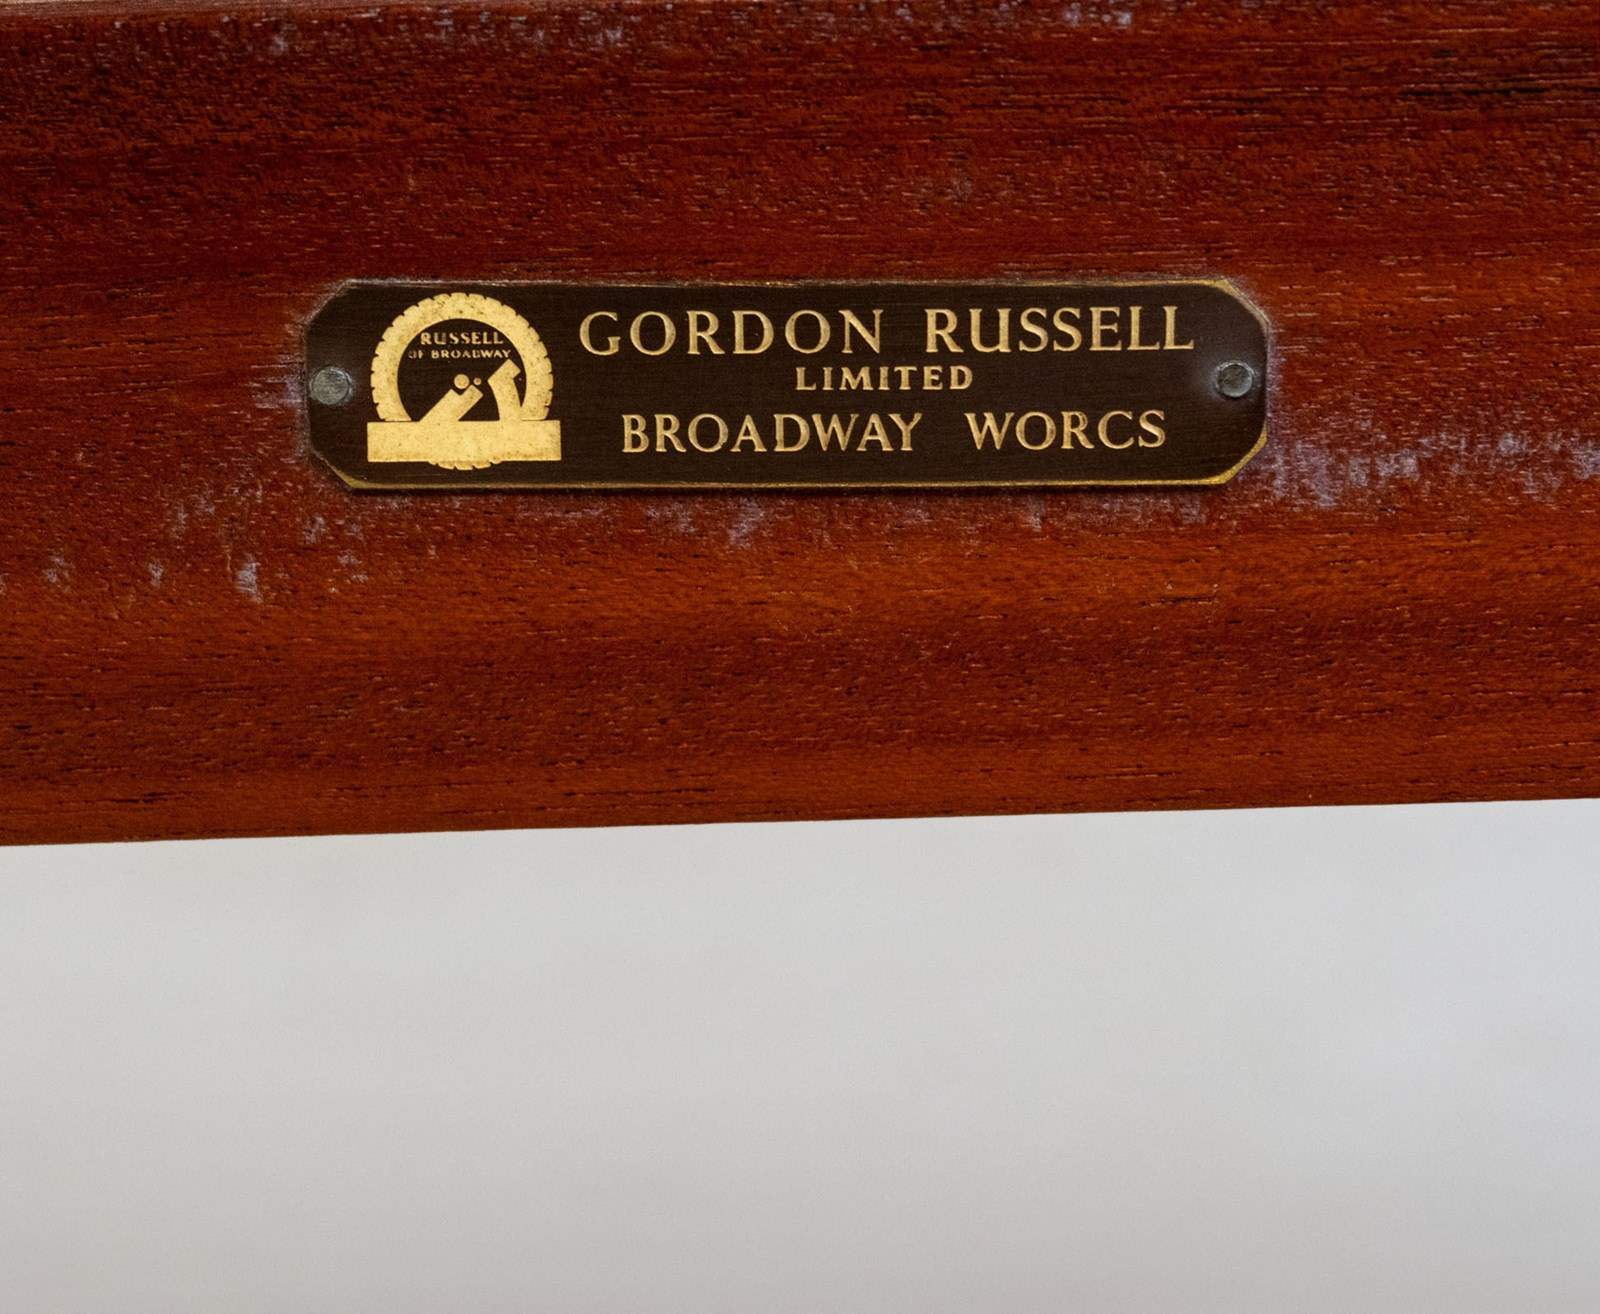 RUSSELL
OF BROADWAY
GORDON RUSSELL
LIMITED
BROADWAY WORCS